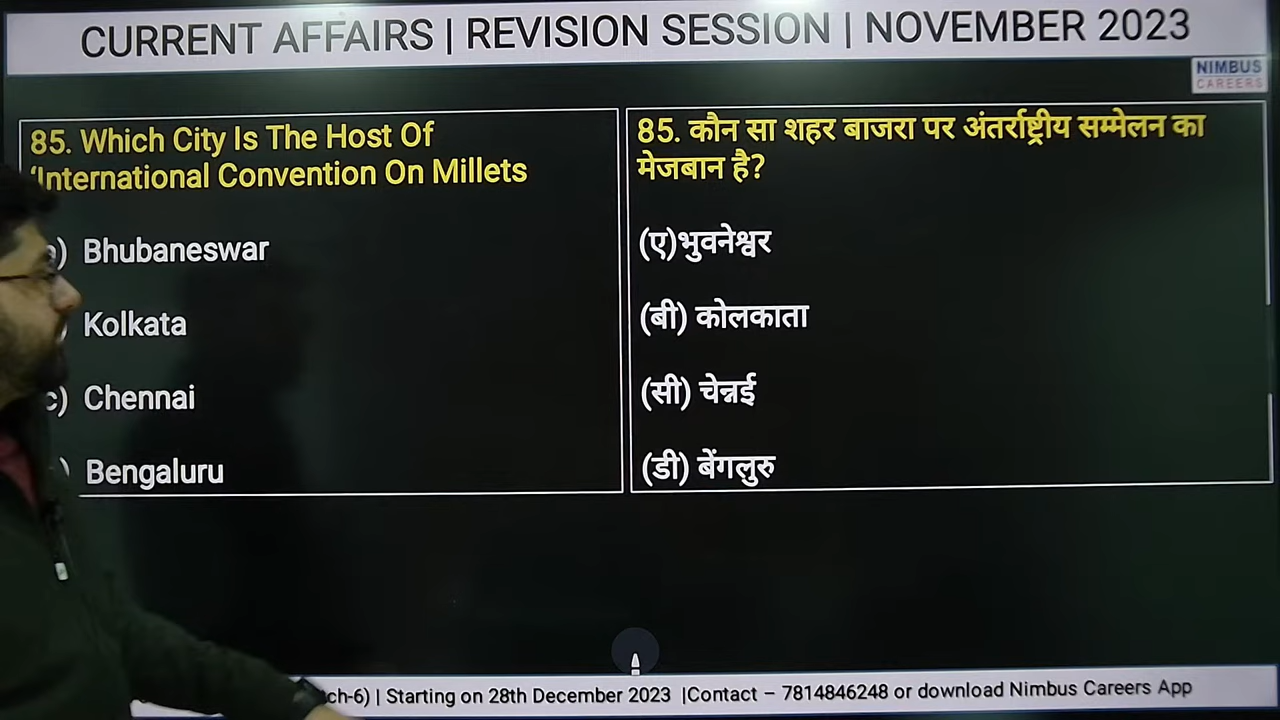 CURRENT AFFAIRS | REVISION SESSION | NOVEMBER 2023
NIMBUS
CAREERS
85. Which City Is The Host Of
‘International Convention On Millets
Bhubaneswar
Kolkata
c) Chennai
Bengaluru
85. कौन सा शहर बाजरा पर अंतर्राष्ट्रीय सम्मेलन का
मेजबान है?
(ए)भुवनेश्वर
(बी) कोलकाता
(सी) चेन्नई
(डी) बेंगलुरु
ch-6) | Starting on 28th December 2023 |Contact – 7814846248 or download Nimbus Careers App